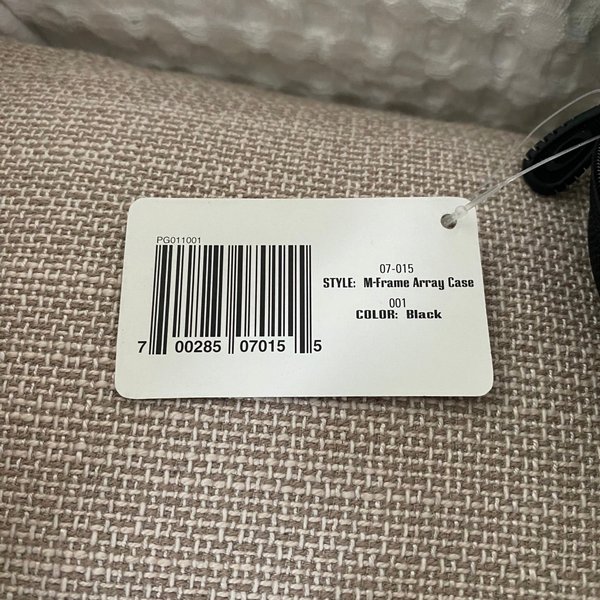 PG011001
7 00285 07015 5
07-015
STYLE: M-Frame Array Case
001
COLOR: Black